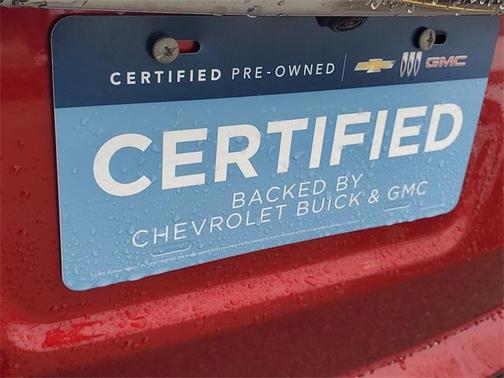 CERTIFIED PRE-OWNED | GMC
CERTIFIED
BACKED BY
CHEVROLET BUICK & GMC